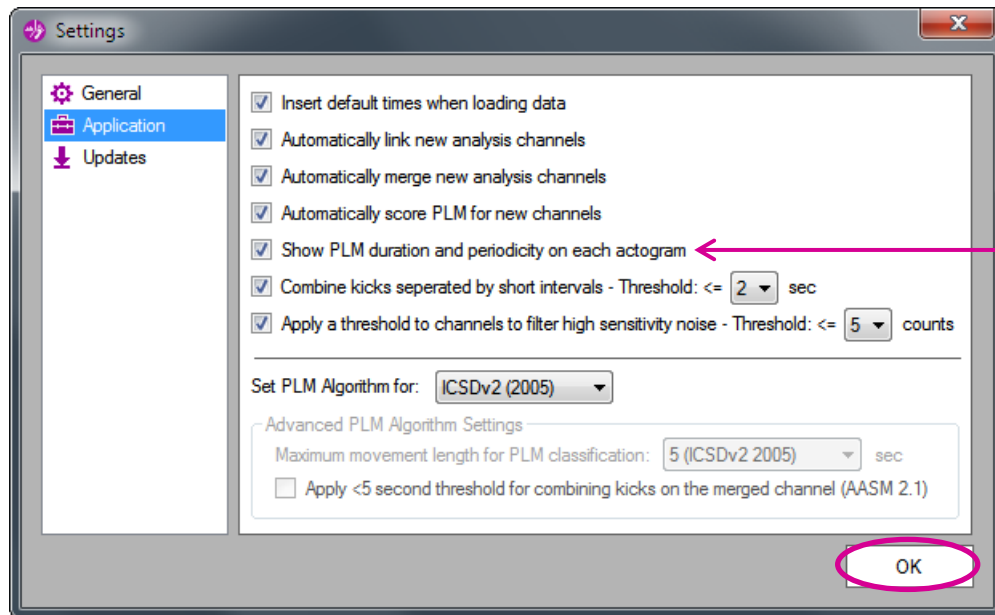 Settings
General
Application
Updates
Insert default times when loading data
Automatically link new analysis channels
Automatically merge new analysis channels
Automatically score PLM for new channels
Show PLM duration and periodicity on each actogram
Combine kicks seperated by short intervals - Threshold: <= 2 sec
Apply a threshold to channels to filter high sensitivity noise - Threshold: <= 5 counts
Set PLM Algorithm for: ICSDv2 (2005)
Advanced PLM Algorithm Settings
Maximum movement length for PLM classification: 5 (ICSDv2 2005) sec
Apply <5 second threshold for combining kicks on the merged channel (AASM 2.1)
OK